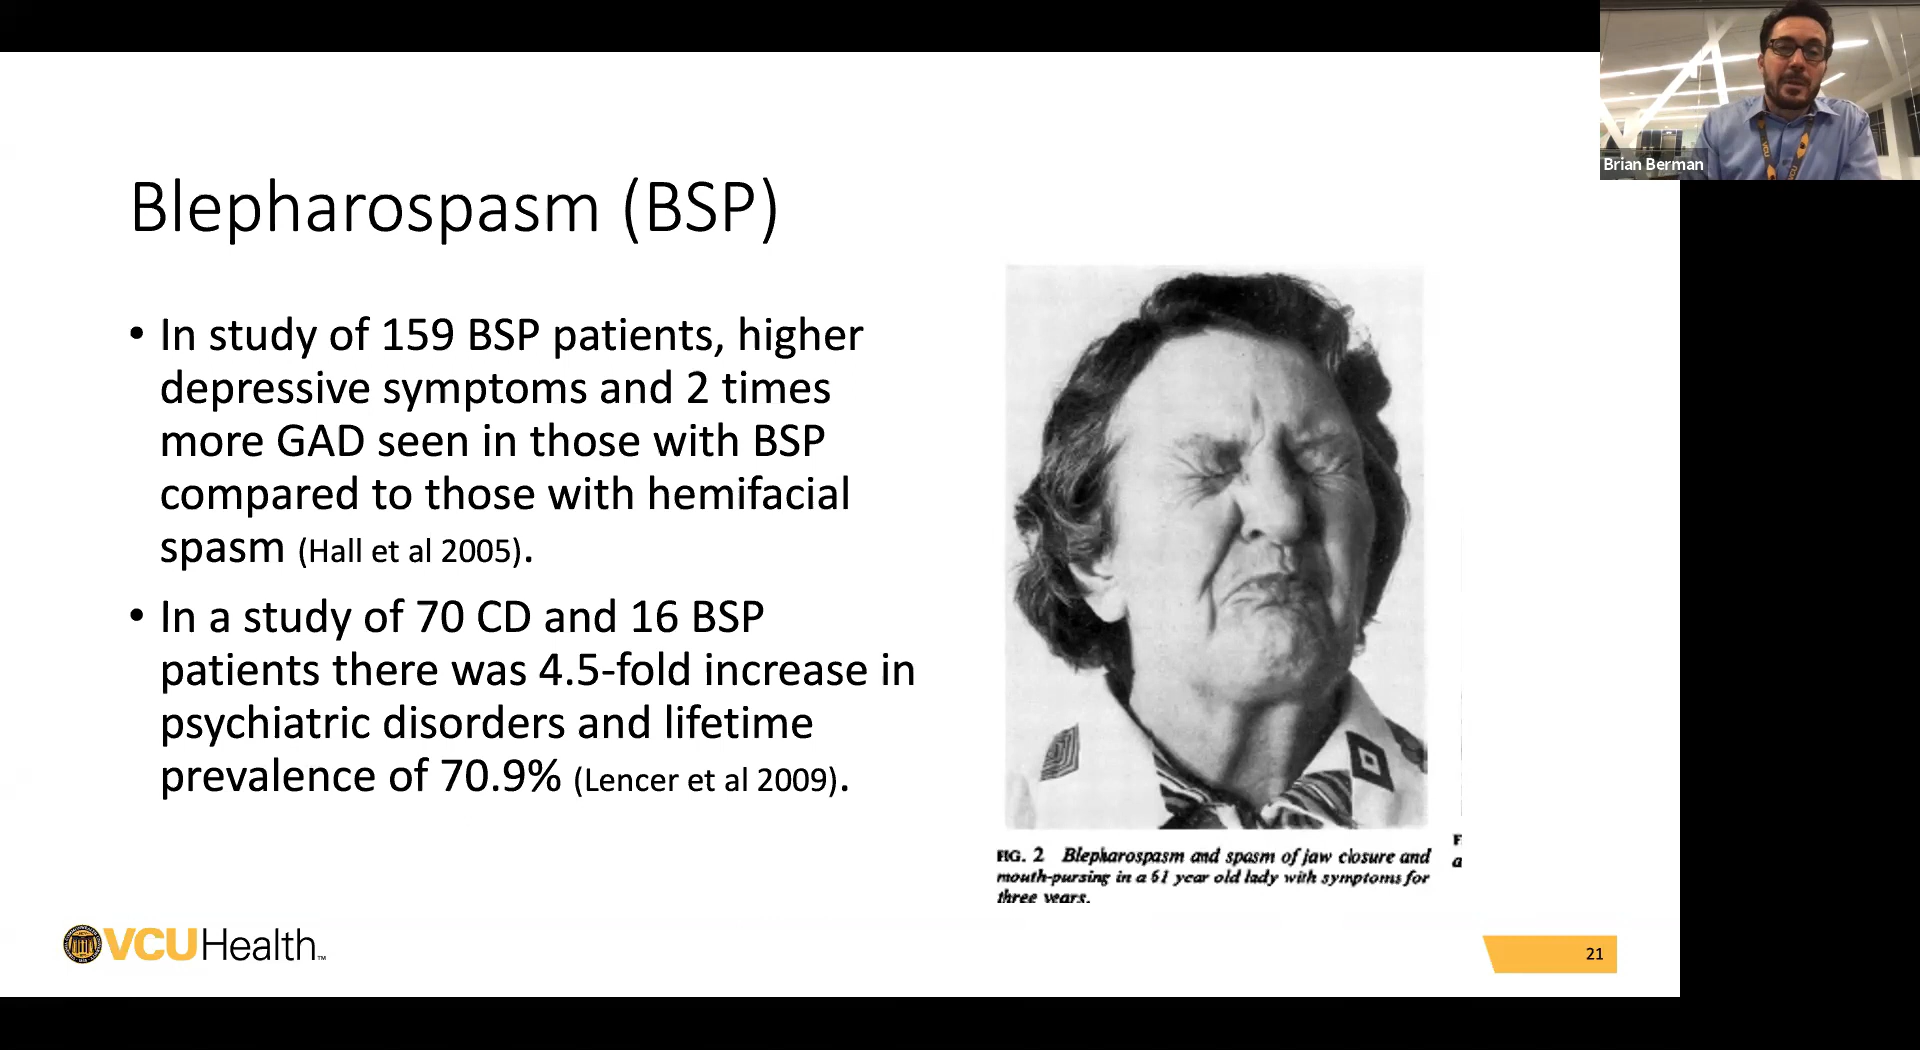 Brian Berman
Blepharospasm (BSP)
• In study of 159 BSP patients, higher
depressive symptoms and 2 times
more GAD seen in those with BSP
compared to those with hemifacial
spasm (Hall et al 2005).
• In a study of 70 CD and 16 BSP
patients there was 4.5-fold increase in
psychiatric disorders and lifetime
prevalence of 70.9% (Lencer et al 2009).
FIG. 2 Blepharospasm and spasm of jaw closure and
mouth-pursing in a 61 year old lady with symptoms for
three years.
F
a
VCUHealth™
21